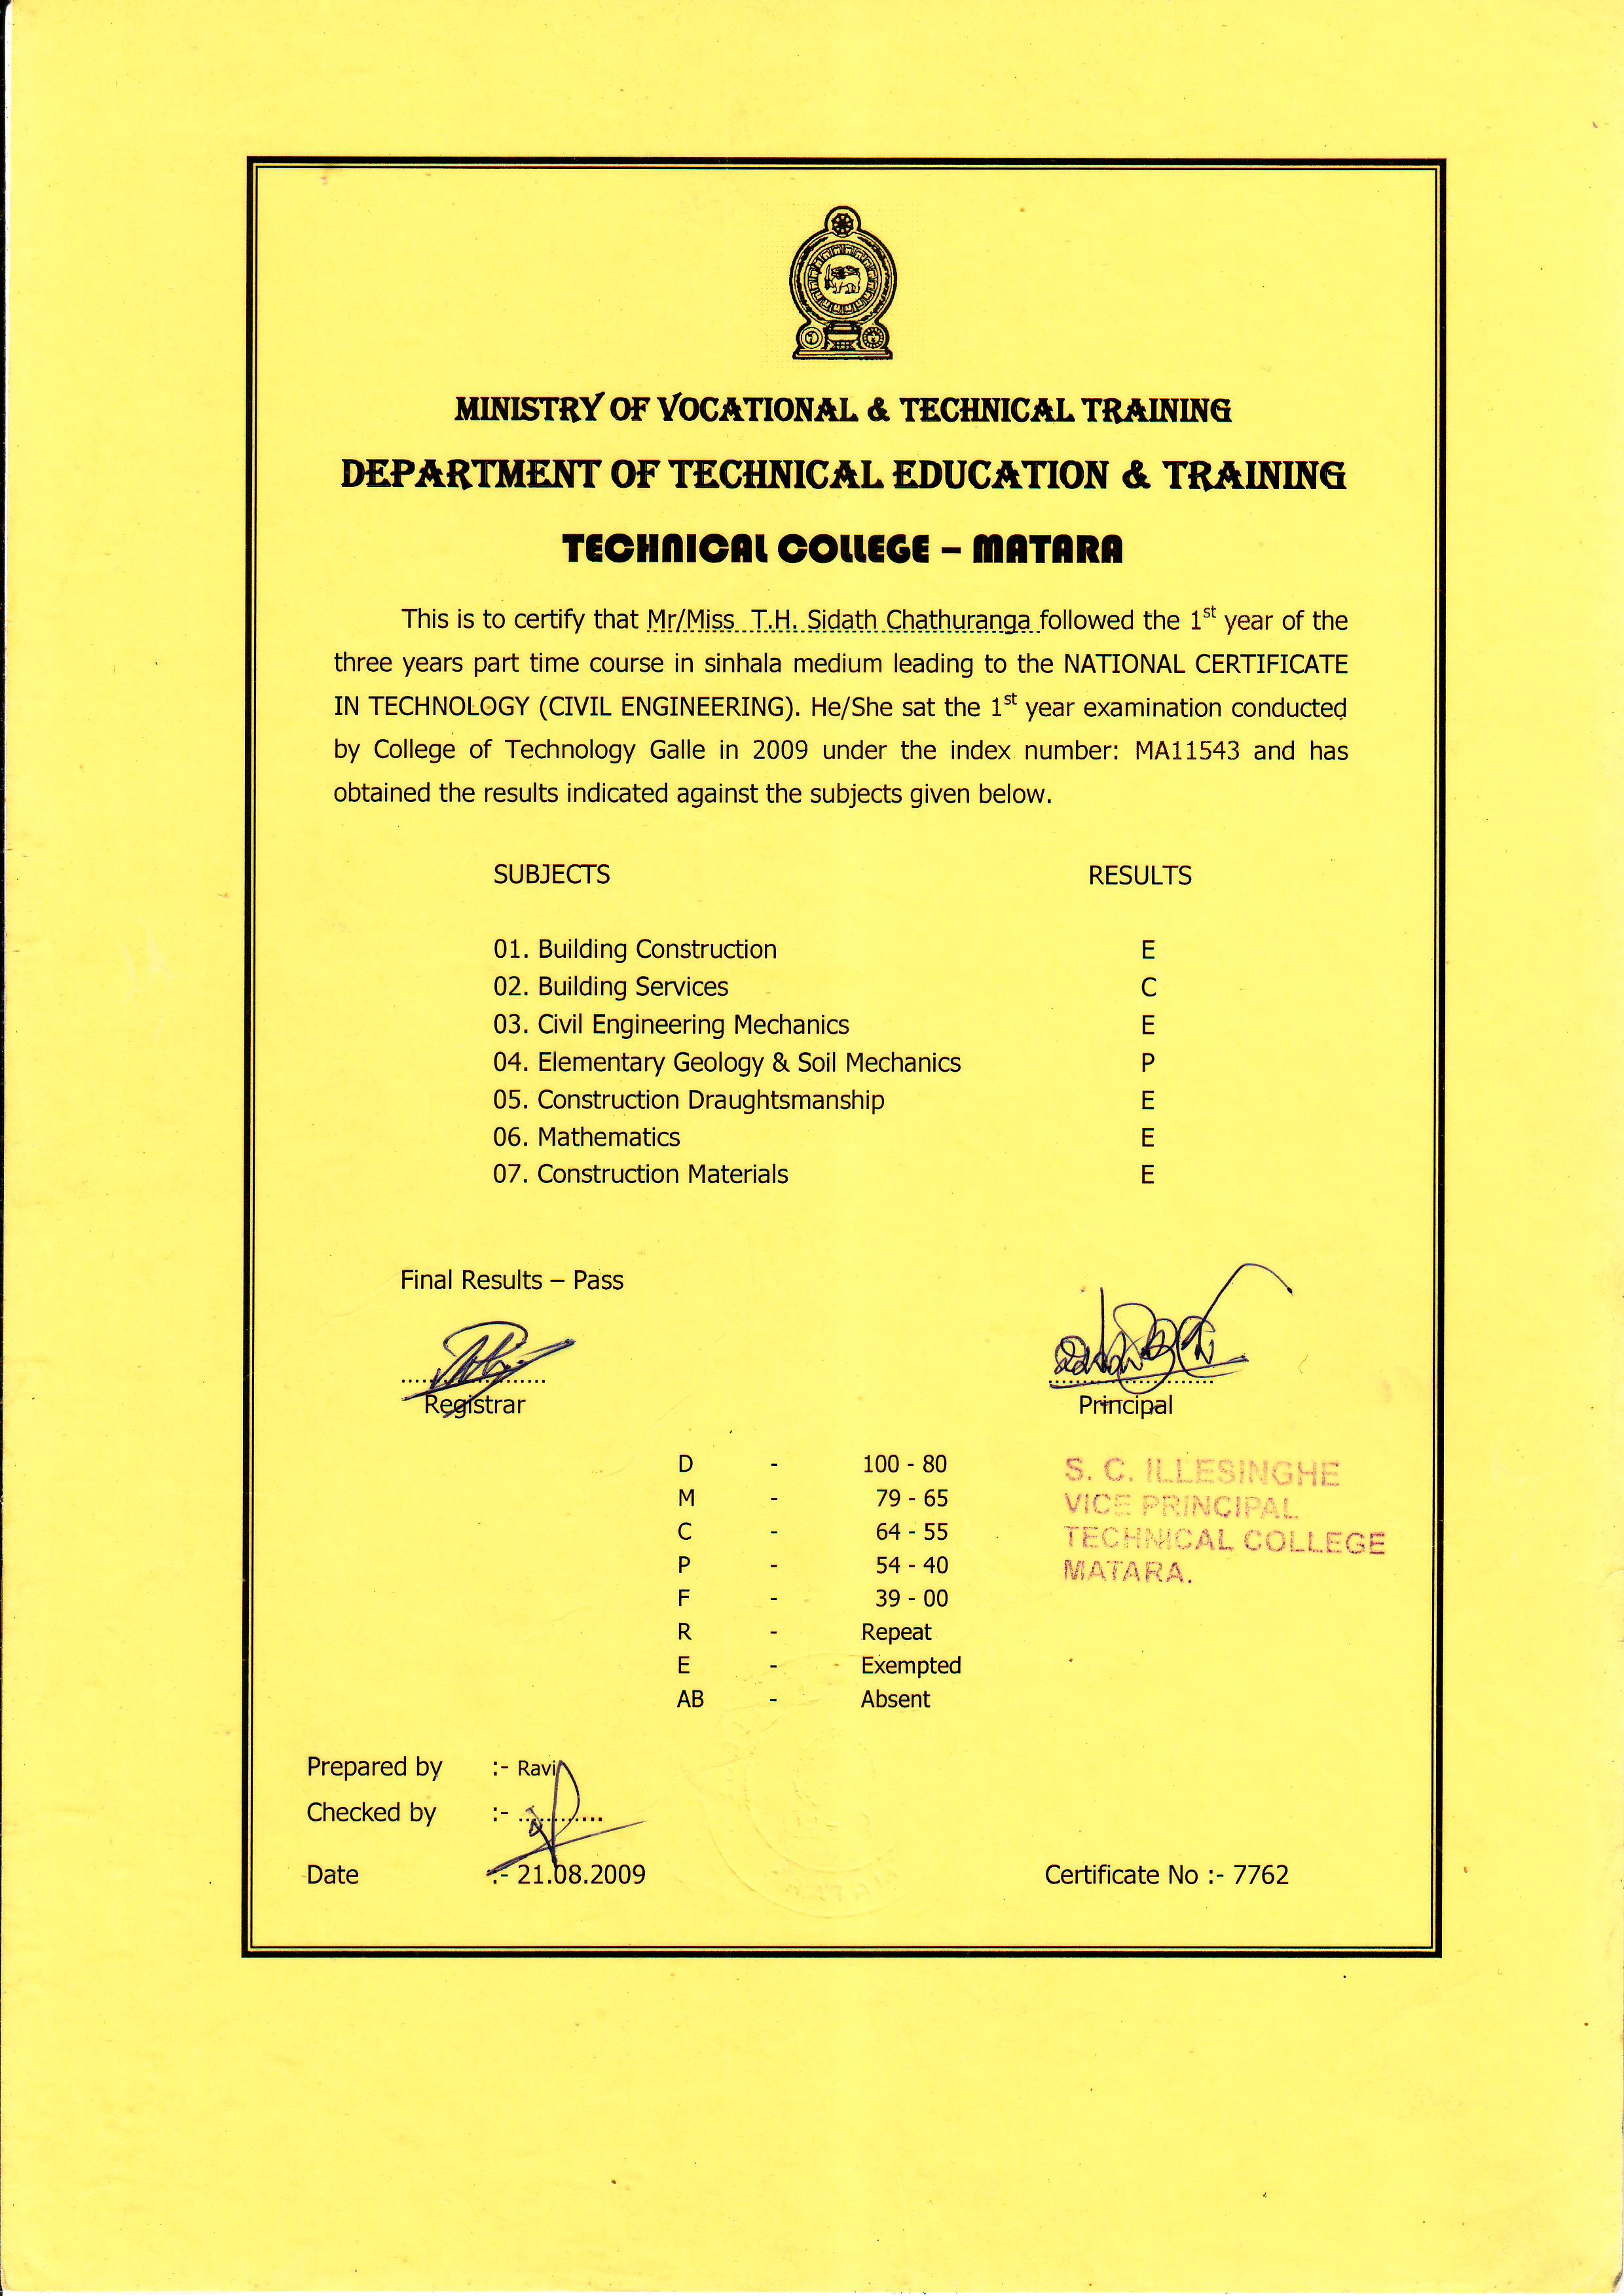 MINISTRY OF VOCATIONAL & TECHNICAL TRAINING
DEPARTMENT OF TECHNICAL EDUCATION & TRAINING
TECHNICAL COLLEGE – MATARA
This is to certify that Mr/Miss T.H. Sidath Chathuranga followed the 1st year of the
three years part time course in sinhala medium leading to the NATIONAL CERTIFICATE
IN TECHNOLOGY (CIVIL ENGINEERING). He/She sat the 1st year examination conducted
by College of Technology Galle in 2009 under the index number: MA11543 and has
obtained the results indicated against the subjects given below.
SUBJECTS RESULTS
01. Building Construction E
02. Building Services C
03. Civil Engineering Mechanics E
04. Elementary Geology & Soil Mechanics P
05. Construction Draughtsmanship E
06. Mathematics E
07. Construction Materials E
Final Results – Pass
Registrar Principal
D - 100 - 80
M - 79 - 65
C - 64 - 55
P - 54 - 40
F - 39 - 00
R - Repeat
E - Exempted
AB - Absent
S. C. ILLESINGHE
VICE PRINCIPAL
TECHNICAL COLLEGE
MATARA.
Prepared by :- Ravi
Checked by :- ............
Date :- 21.08.2009 Certificate No :- 7762